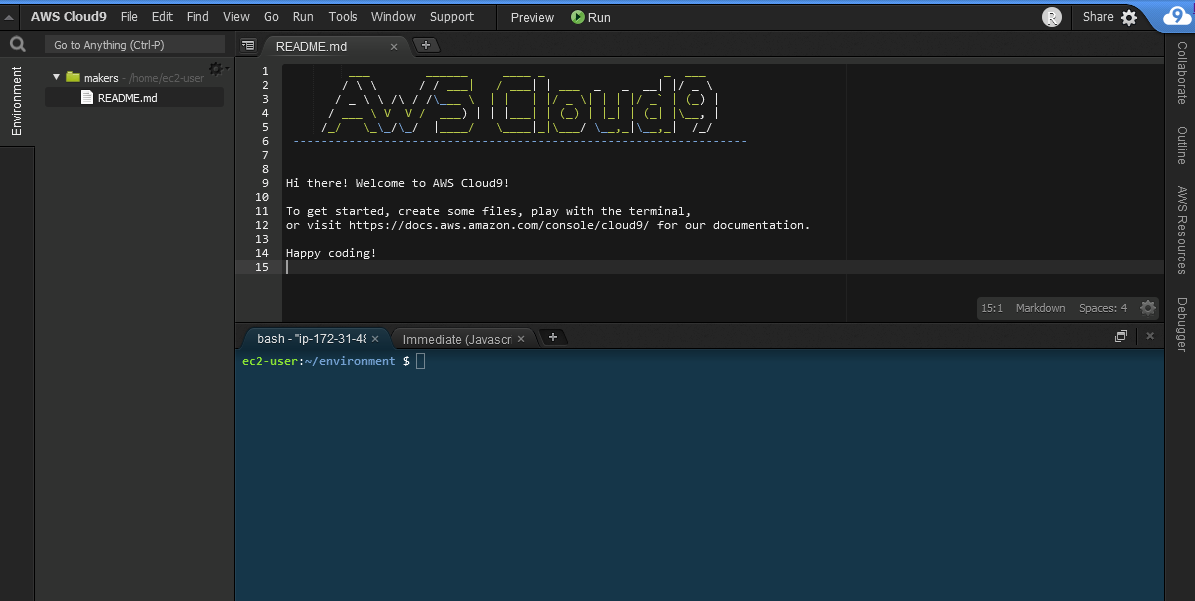 AWS Cloud9 File Edit Find View Go Run Tools Window Support Preview Run R Share 9
Go to Anything (Ctrl-P)
README.md
Environment
makers - /home/ec2-user
README.md
1
2
3
4
5
6 -----------------------------------------------------------------
7
8
9 Hi there! Welcome to AWS Cloud9!
10
11 To get started, create some files, play with the terminal,
12 or visit https://docs.aws.amazon.com/console/cloud9/ for our documentation.
13
14 Happy coding!
15
AWS Cloud9
15:1 Markdown Spaces: 4
bash - "ip-172-31-48
Immediate (Javascr
ec2-user:~/environment $
Collaborate
Outline
AWS Resources
Debugger